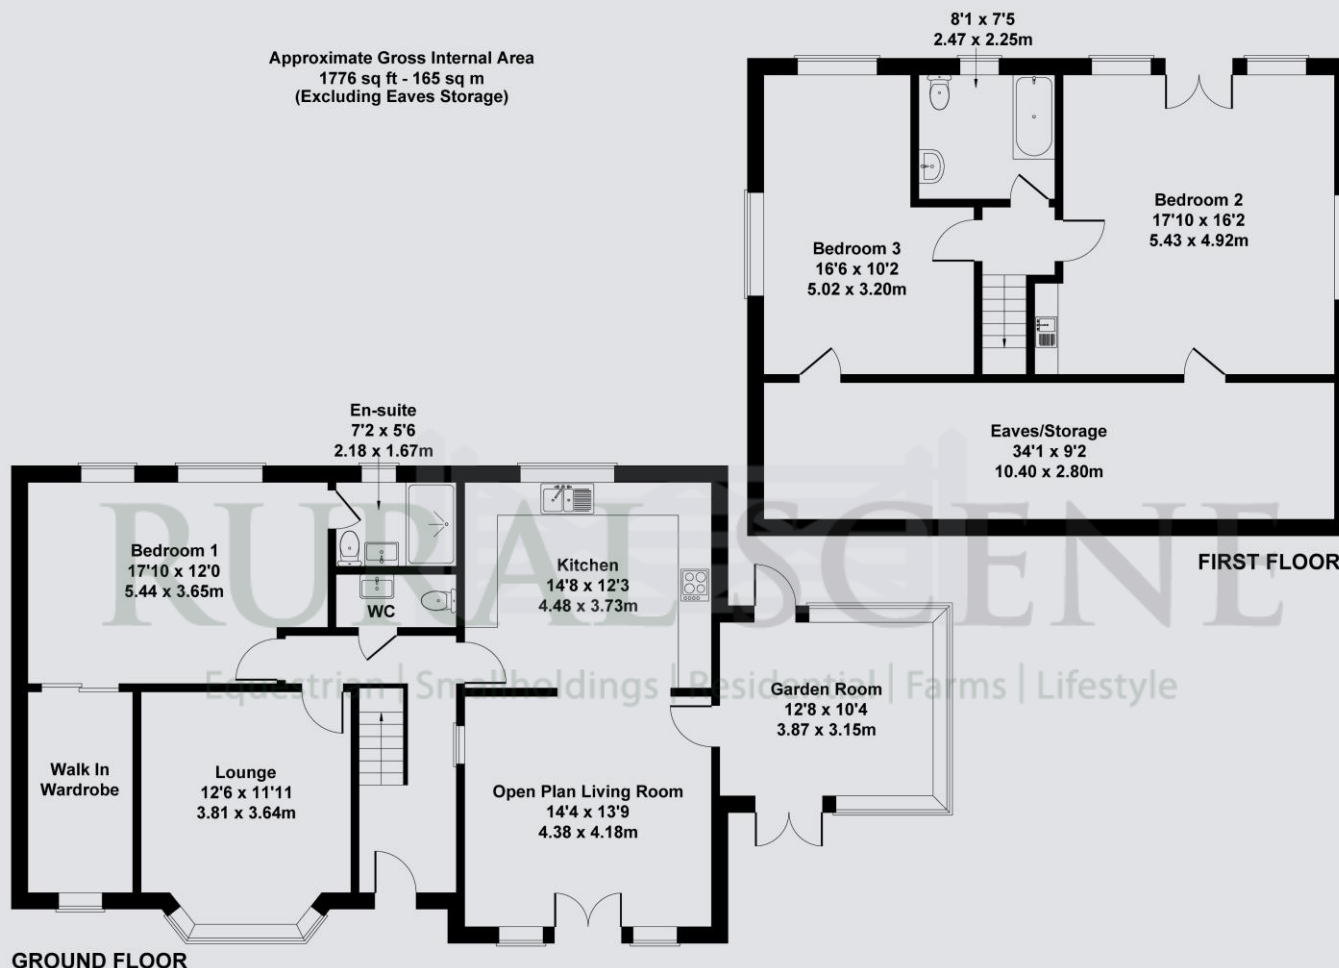 Approximate Gross Internal Area
1776 sq ft - 165 sq m
(Excluding Eaves Storage)
8'1 x 7'5
2.47 x 2.25m
Bedroom 2
17'10 x 16'2
5.43 x 4.92m
Bedroom 3
16'6 x 10'2
5.02 x 3.20m
Eaves/Storage
34'1 x 9'2
10.40 x 2.80m
FIRST FLOOR
En-suite
7'2 x 5'6
2.18 x 1.67m
Bedroom 1
17'10 x 12'0
5.44 x 3.65m
WC
Kitchen
14'8 x 12'3
4.48 x 3.73m
RURAL SCENE
Equestrian | Smallholdings | Residential | Farms | Lifestyle
Garden Room
12'8 x 10'4
3.87 x 3.15m
Walk In
Wardrobe
Lounge
12'6 x 11'11
3.81 x 3.64m
Open Plan Living Room
14'4 x 13'9
4.38 x 4.18m
GROUND FLOOR